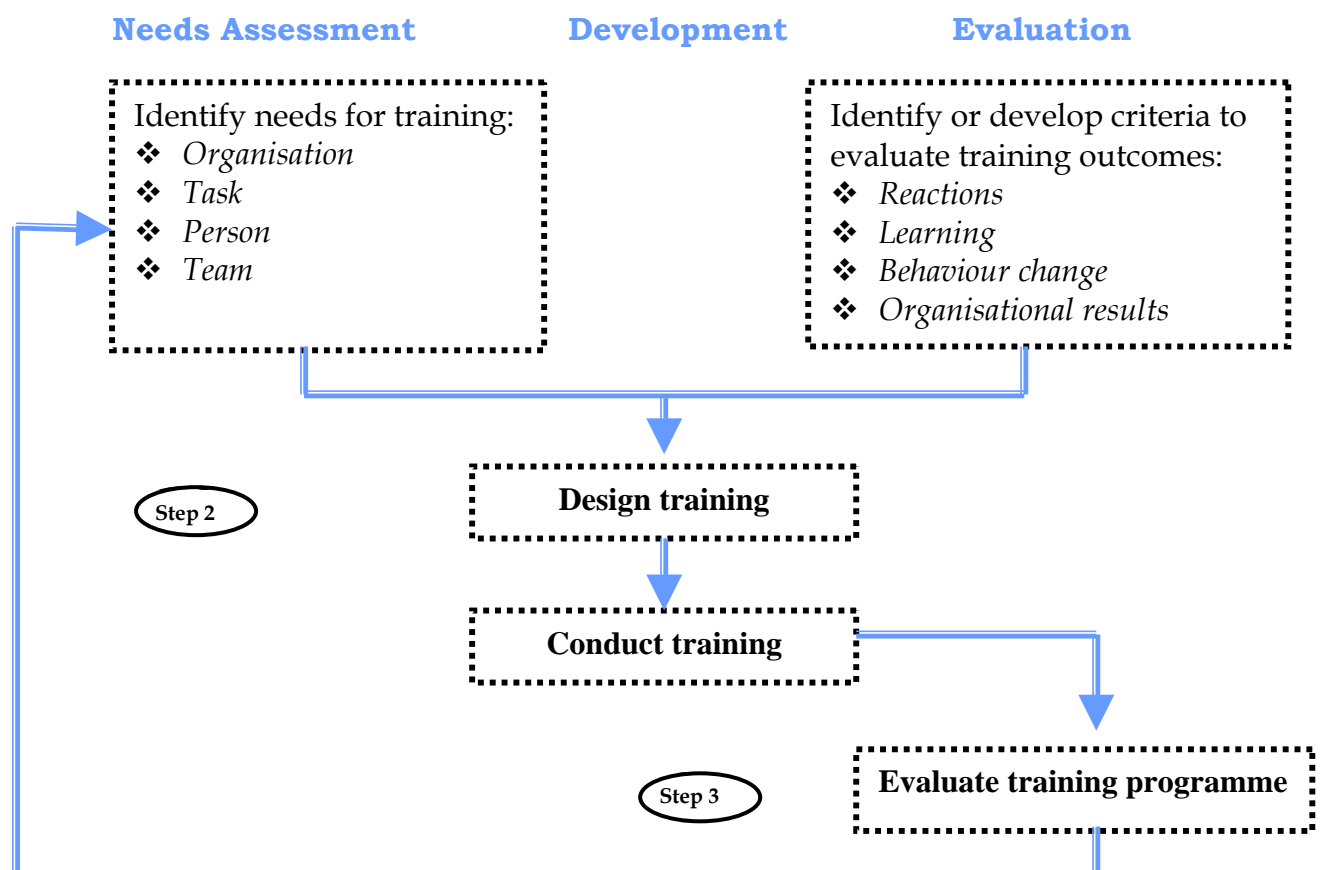 Needs Assessment
Development
Evaluation
Identify needs for training:
❖ Organisation
❖ Task
❖ Person
❖ Team
Identify or develop criteria to
evaluate training outcomes:
❖ Reactions
❖ Learning
❖ Behaviour change
❖ Organisational results
Design training
Step 2
Conduct training
Evaluate training programme
Step 3